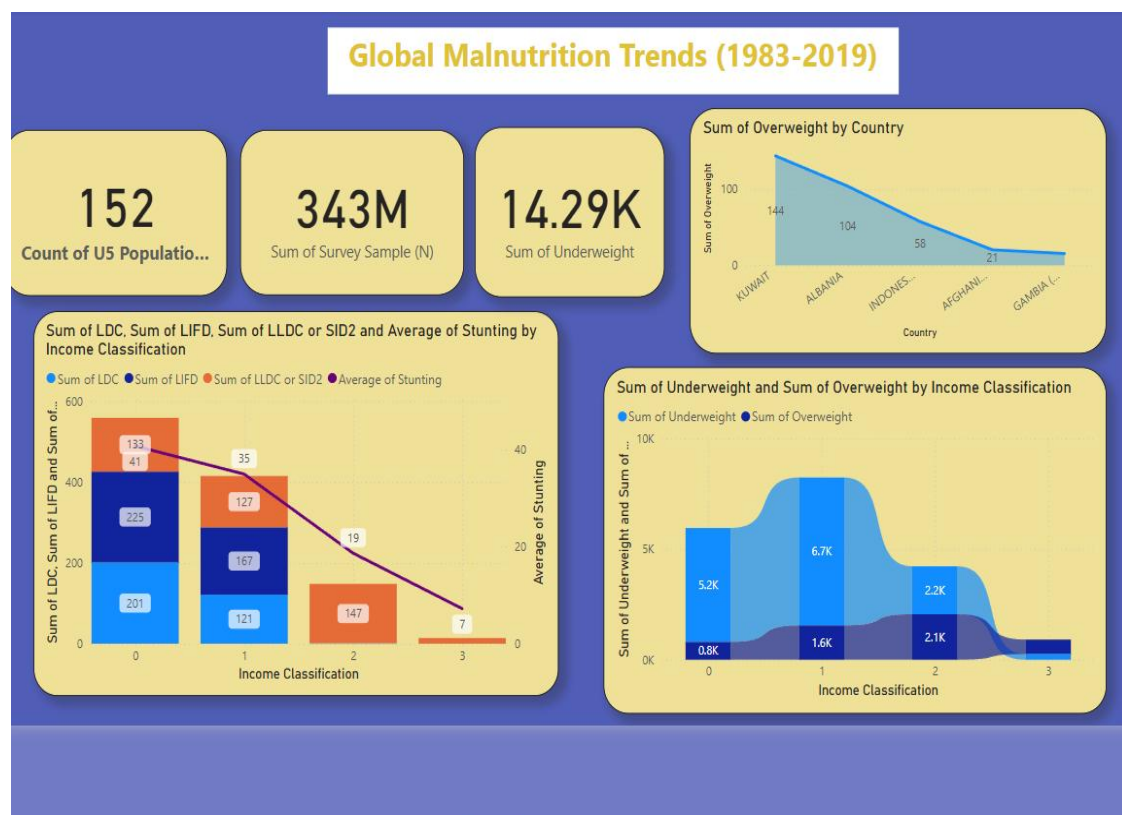 Global Malnutrition Trends (1983-2019)
152
Count of U5 Populatio...
343M
Sum of Survey Sample (N)
14.29K
Sum of Underweight
Sum of Overweight by Country
Sum of Overweight
100
0
144
104
58
21
KUWAIT
ALBANIA
INDONES...
AFGHANI...
GAMBIA (...
Country
Sum of LDC, Sum of LIFD, Sum of LLDC or SID2 and Average of Stunting by
Income Classification
Sum of LDC Sum of LIFD Sum of LLDC or SID2 Average of Stunting
Sum of LDC, Sum of LIFD and Sum of...
600
400
200
0
133
41
225
201
35
127
167
121
19
147
7
40
20
0
Average of Stunting
0 1 2 3
Income Classification
Sum of Underweight and Sum of Overweight by Income Classification
Sum of Underweight Sum of Overweight
Sum of Underweight and Sum of ...
10K
5K
0K
5.2K
0.8K
6.7K
1.6K
2.2K
2.1K
0 1 2 3
Income Classification